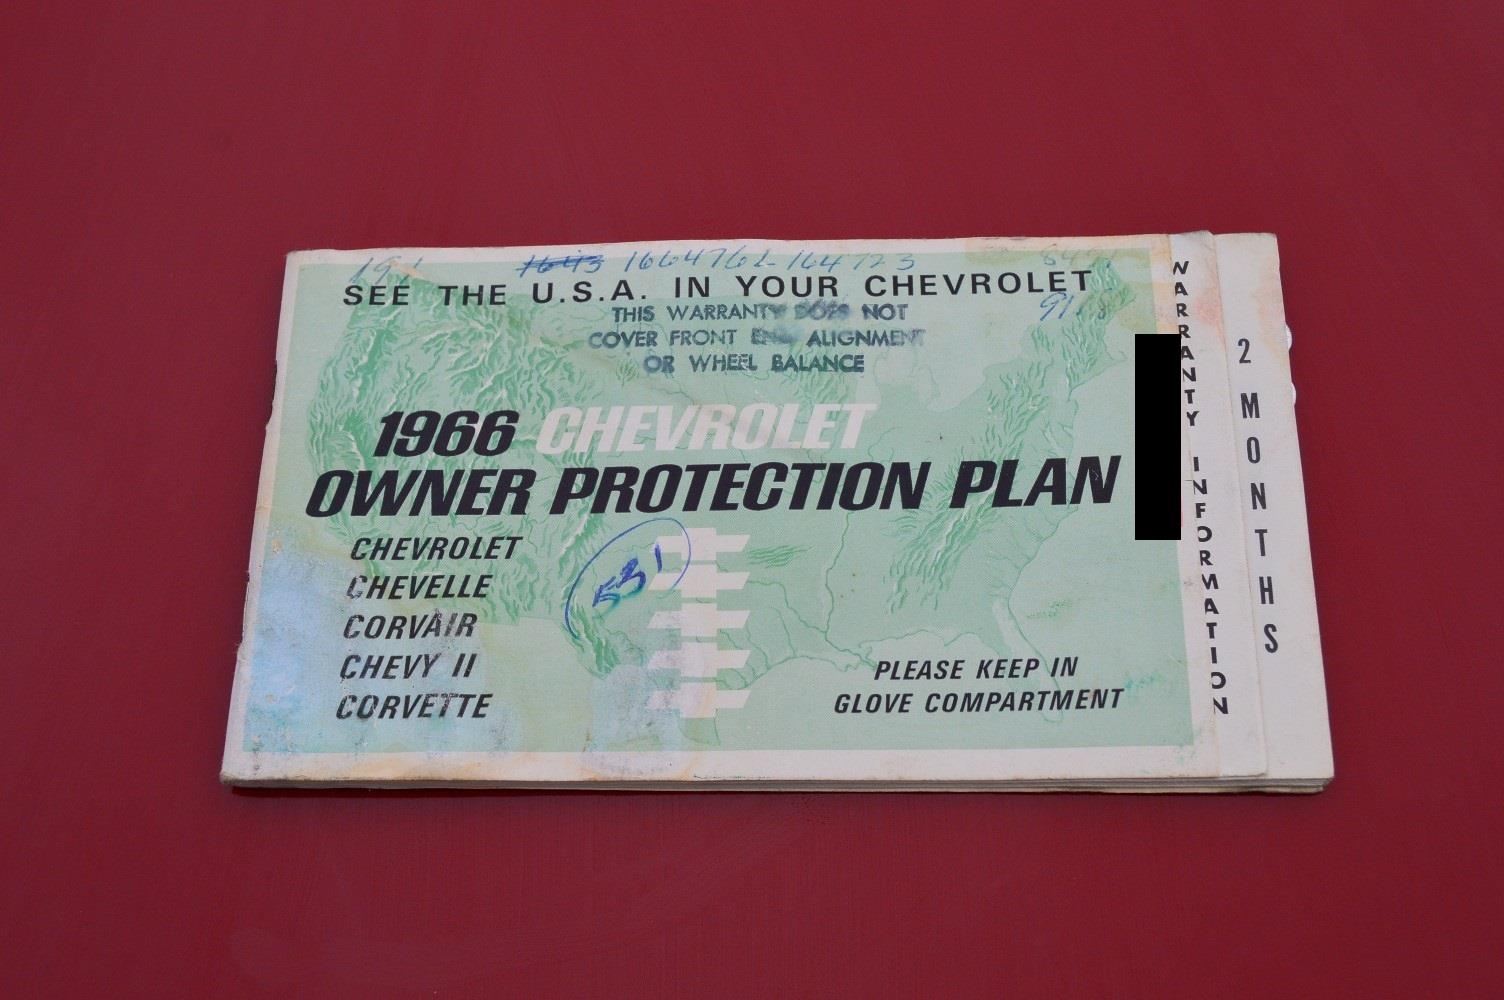 1643 1664762-164723
SEE THE U.S.A. IN YOUR CHEVROLET
THIS WARRANTY DOES NOT
COVER FRONT END ALIGNMENT
OR WHEEL BALANCE
1966 CHEVROLET
OWNER PROTECTION PLAN
CHEVROLET
CHEVELLE
CORVAIR
CHEVY II
CORVETTE
531
PLEASE KEEP IN
GLOVE COMPARTMENT
WARRANTY INFORMATION
2 MONTHS